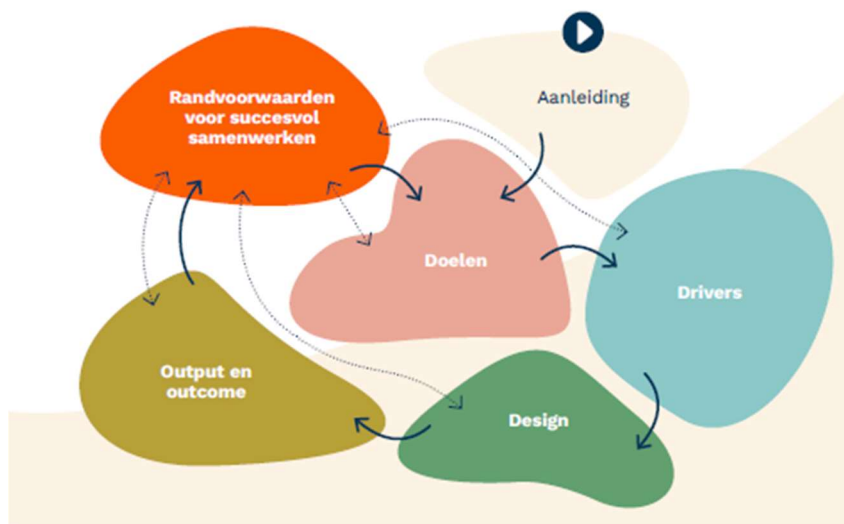 Randvoorwaarden
voor succesvol
samenwerken
Aanleiding
Doelen
Drivers
Output en
outcome
Design